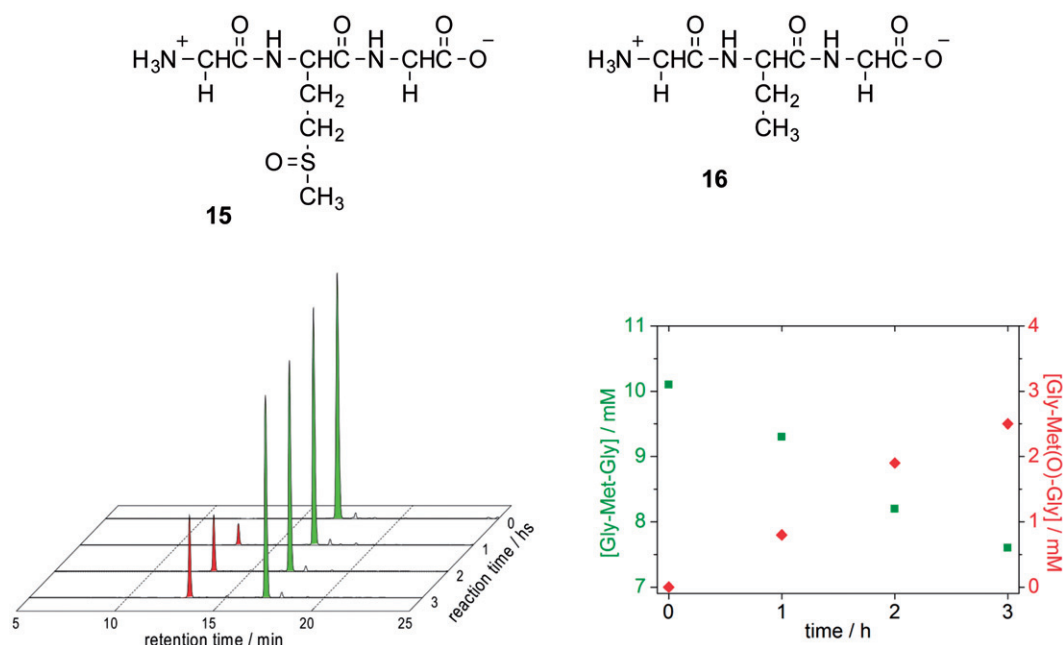 O O O
H3N+ CHC N CHC N CHC O−
H H
H CH2 H
CH2
O=S
CH3
15
O O O
H3N+ CHC N CHC N CHC O−
H H
H CH2 H
CH3
16
0
1
2
3
reaction time / hs
5 10 15 20 25
retention time / min
11
10
9
8
7
[Gly-Met-Gly] / mM
4
3
2
1
0
[Gly-Met(O)-Gly] / mM
0 1 2 3
time / h